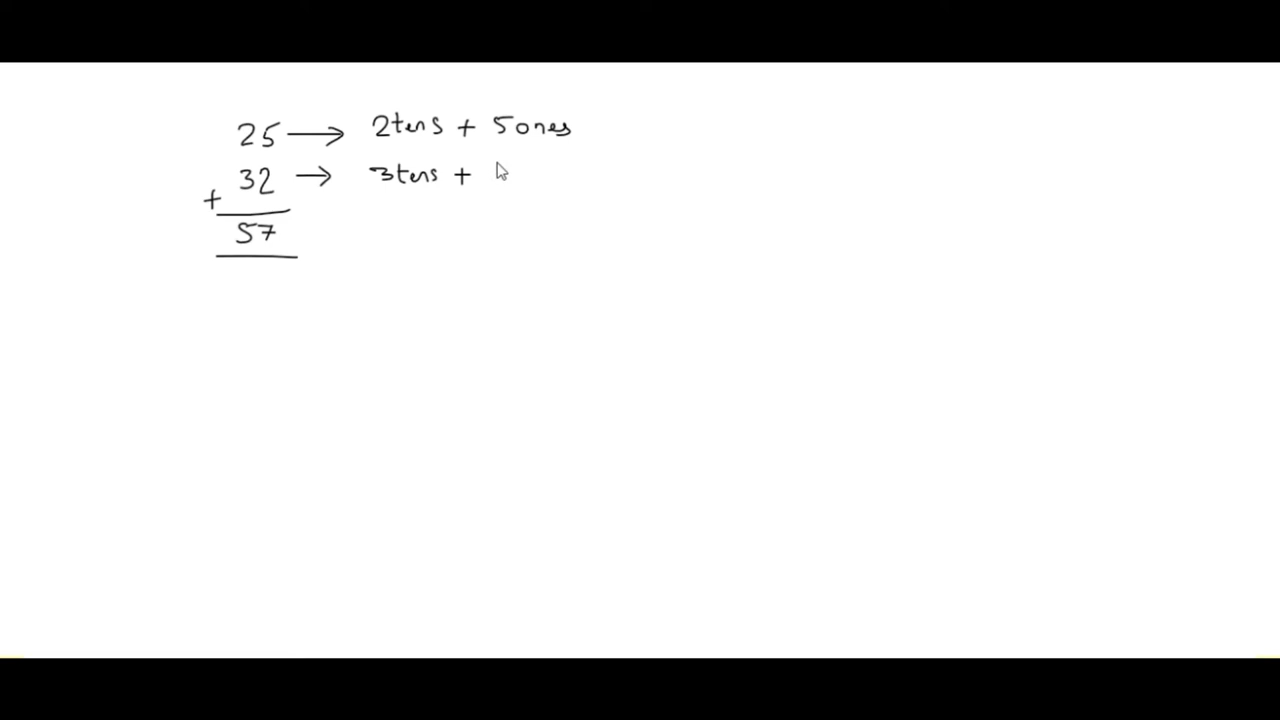 25 → 2tens + 5ones
+ 32 → 3tens +
57